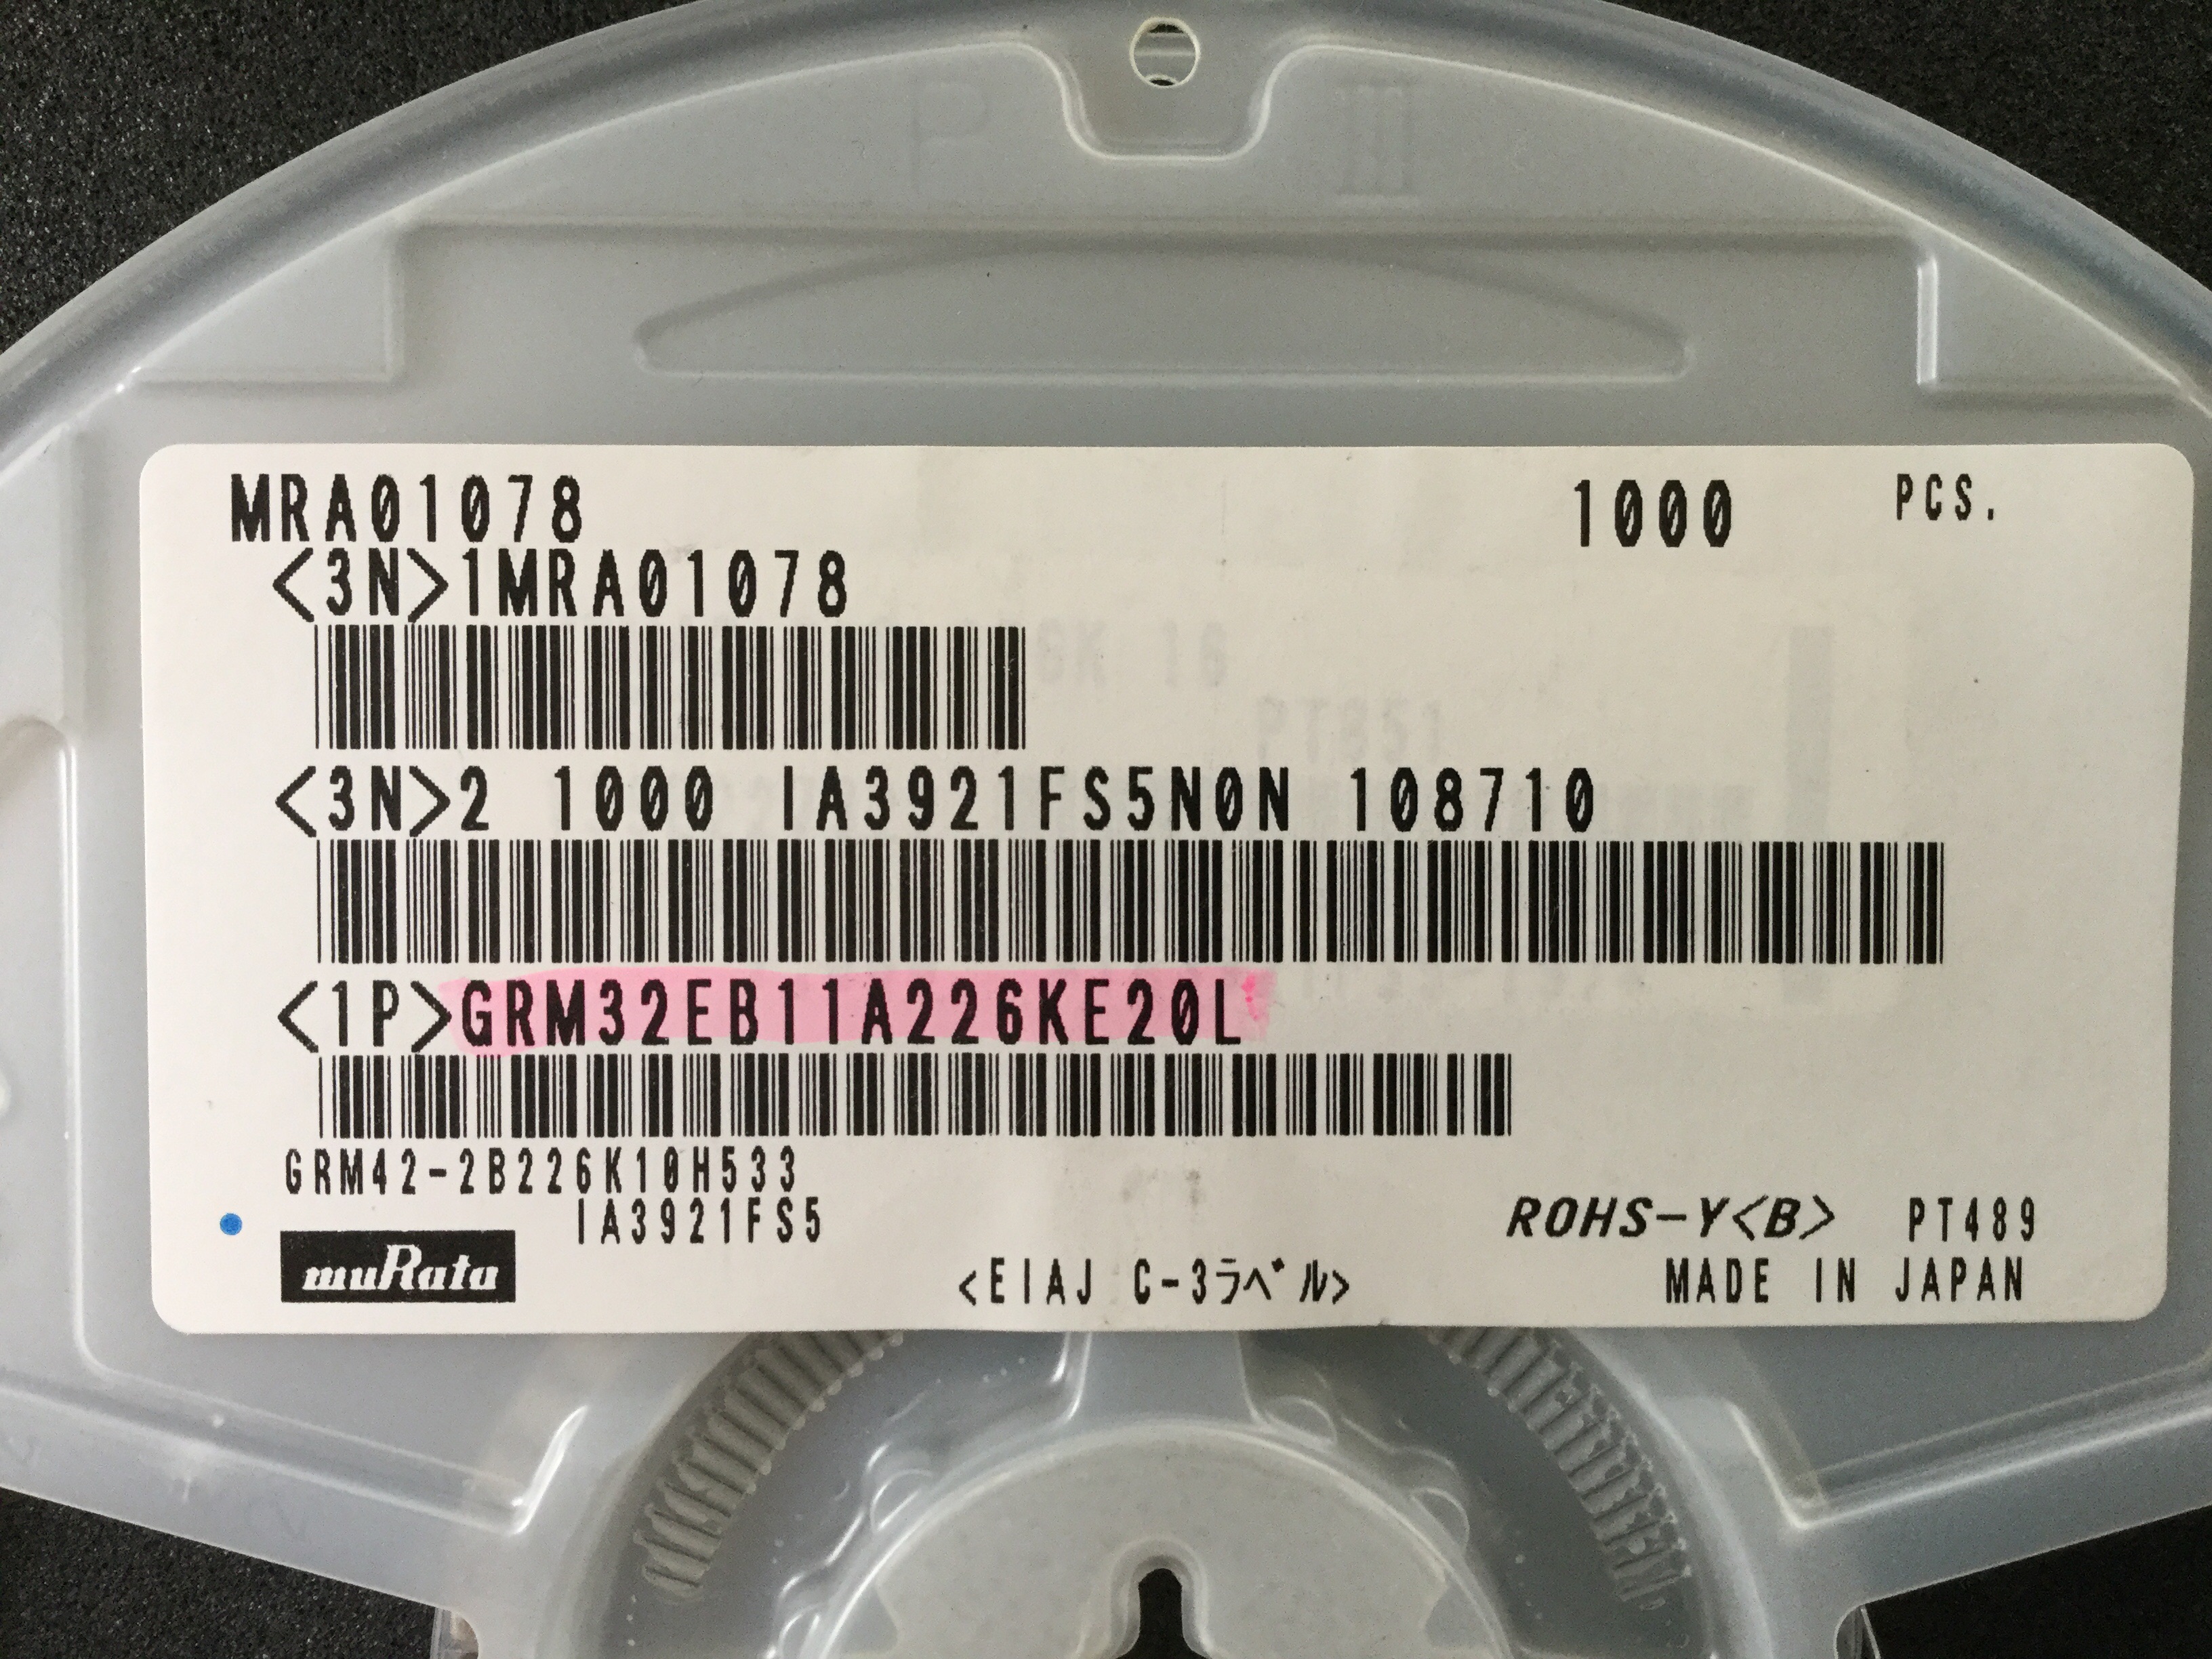 P III
MRA01078 1000 PCS.
<3N>1MRA01078
<3N>2 1000 IA3921FS5N0N 108710
<1P>GRM32EB11A226KE20L
GRM42-2B226K10H533
IA3921FS5
ROHS-Y<B> PT489
muRata
<EIAJ C-3ラベル>
MADE IN JAPAN